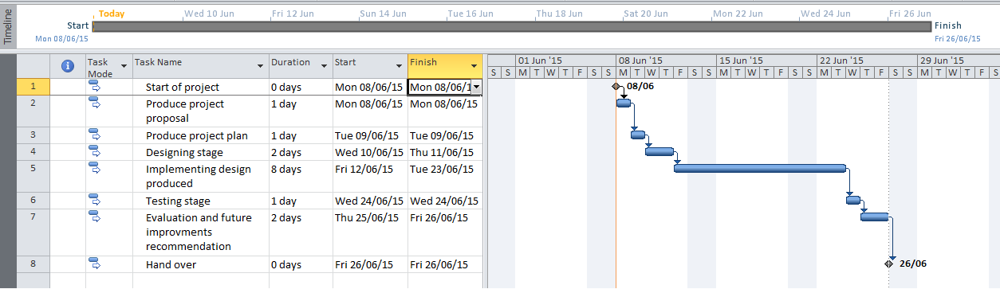 Timeline
Today
Wed 10 Jun
Fri 12 Jun
Sun 14 Jun
Tue 16 Jun
Thu 18 Jun
Sat 20 Jun
Mon 22 Jun
Wed 24 Jun
Fri 26 Jun
Start
Mon 08/06/15
Finish
Fri 26/06/15
Task Mode Task Name Duration Start Finish
01 Jun '15 08 Jun '15 15 Jun '15 22 Jun '15 29 Jun '15
S S M T W T F S S M T W T F S S M T W T F S S M T W T F S S M T W T F S
1 Start of project 0 days Mon 08/06/15 Mon 08/06/1
08/06
2 Produce project 1 day Mon 08/06/15 Mon 08/06/15
proposal
3 Produce project plan 1 day Tue 09/06/15 Tue 09/06/15
4 Designing stage 2 days Wed 10/06/15 Thu 11/06/15
5 Implementing design 8 days Fri 12/06/15 Tue 23/06/15
produced
6 Testing stage 1 day Wed 24/06/15 Wed 24/06/15
7 Evaluation and future 2 days Thu 25/06/15 Fri 26/06/15
improvments
recommendation
8 Hand over 0 days Fri 26/06/15 Fri 26/06/15
26/06